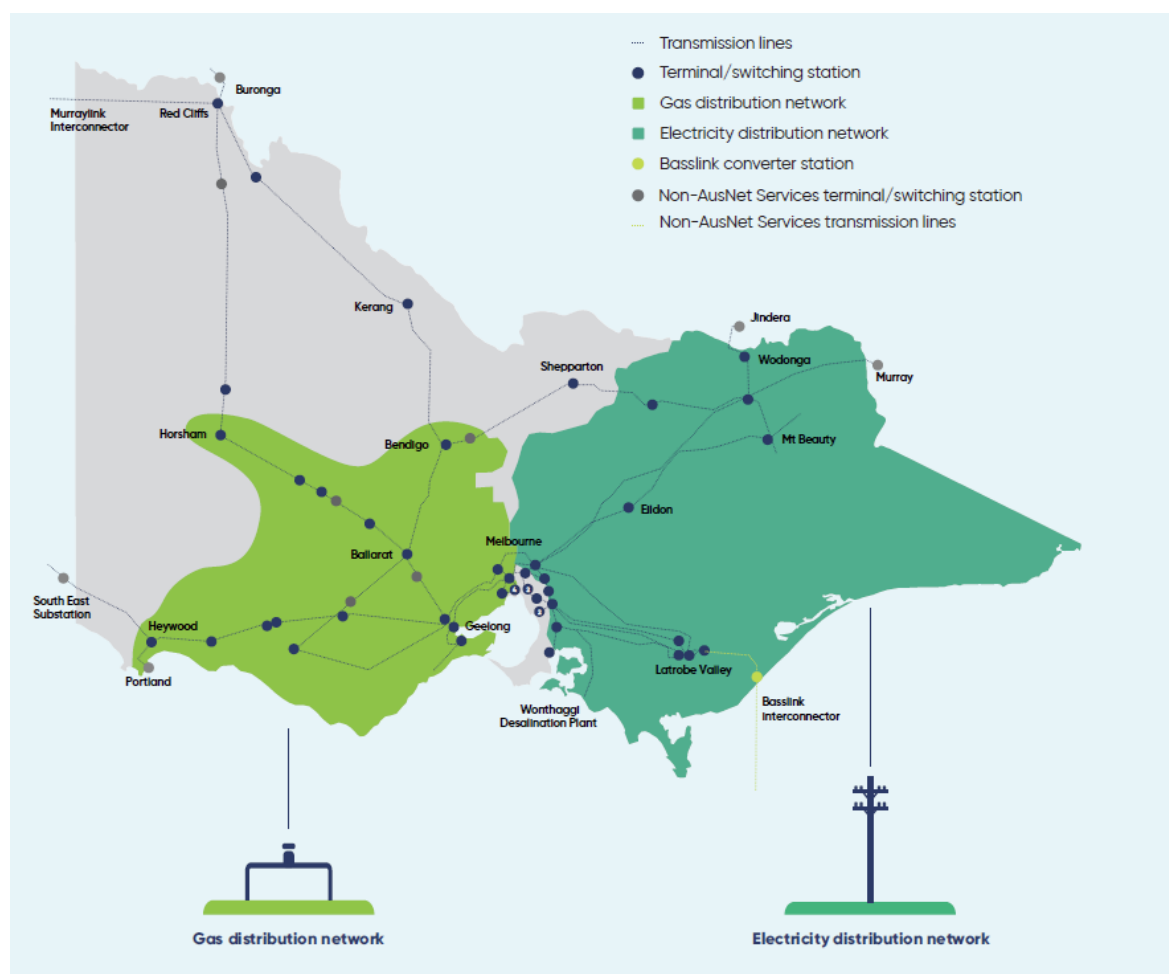 Transmission lines
Terminal/switching station
Gas distribution network
Electricity distribution network
Basslink converter station
Non-AusNet Services terminal/switching station
Non-AusNet Services transmission lines
Buronga
Murraylink
Interconnector
Red Cliffs
Kerang
Jindera
Wodonga
Shepparton
Murray
Horsham
Bendigo
Mt Beauty
Eildon
Melbourne
Ballarat
4
3
South East
Substation
Heywood
Geelong
Latrobe Valley
Portland
Wonthaggi
Desalination Plant
Basslink
Interconnector
Gas distribution network
Electricity distribution network